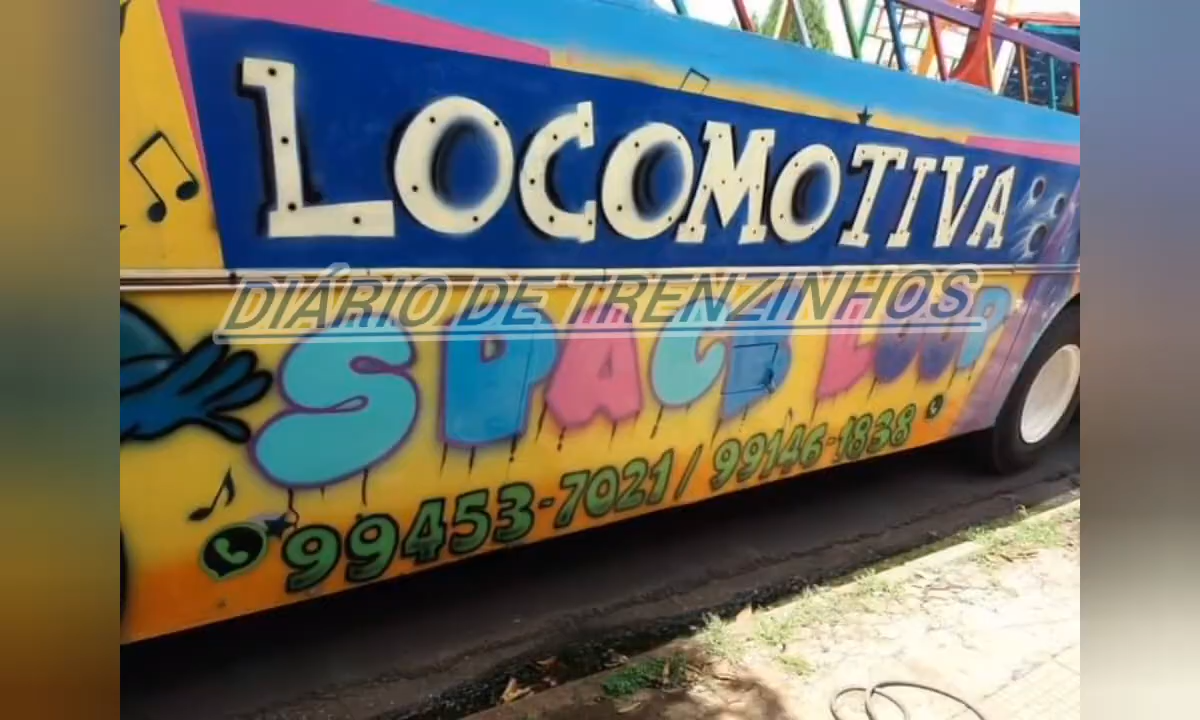 LOCOMOTIVA
DIÁRIO DE TRENZINHOS
SPACE LOOP
99453-7021 / 99146-1838